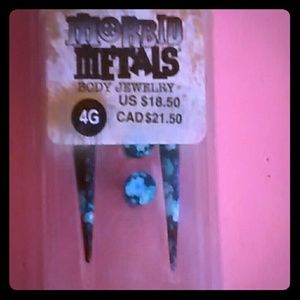 MORBID
METALS
BODY JEWELRY
4G
US $18.50
CAD $21.50